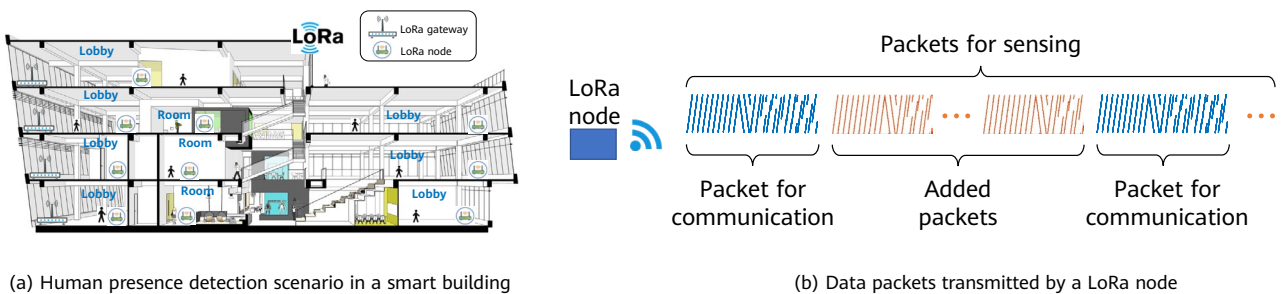 LoRa
LoRa gateway
LoRa node
Lobby
Lobby
Room
Lobby
Lobby
Room
Lobby
Lobby
Room
Lobby
(a) Human presence detection scenario in a smart building
Packets for sensing
LoRa
node
Packet for
communication
Added
packets
Packet for
communication
(b) Data packets transmitted by a LoRa node